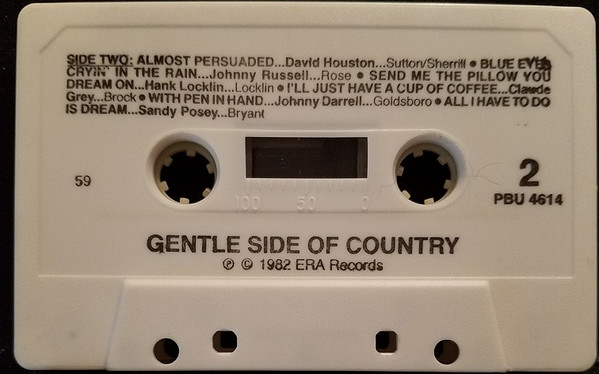 SIDE TWO: ALMOST PERSUADED...David Houston...Sutton/Sherrill • BLUE EYES
CRYIN' IN THE RAIN...Johnny Russell...Rose • SEND ME THE PILLOW YOU
DREAM ON...Hank Locklin...Locklin • I'LL JUST HAVE A CUP OF COFFEE...Claude
Grey...Brock • WITH PEN IN HAND...Johnny Darrell...Goldsboro • ALL I HAVE TO DO
IS DREAM...Sandy Posey...Bryant
59
100 50 0
2
PBU 4614
GENTLE SIDE OF COUNTRY
℗ © 1982 ERA Records